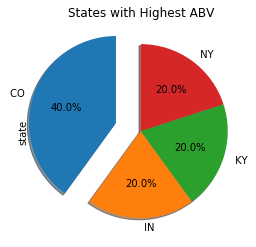 States with Highest ABV
NY
CO
40.0%
20.0%
state
20.0%
KY
20.0%
IN